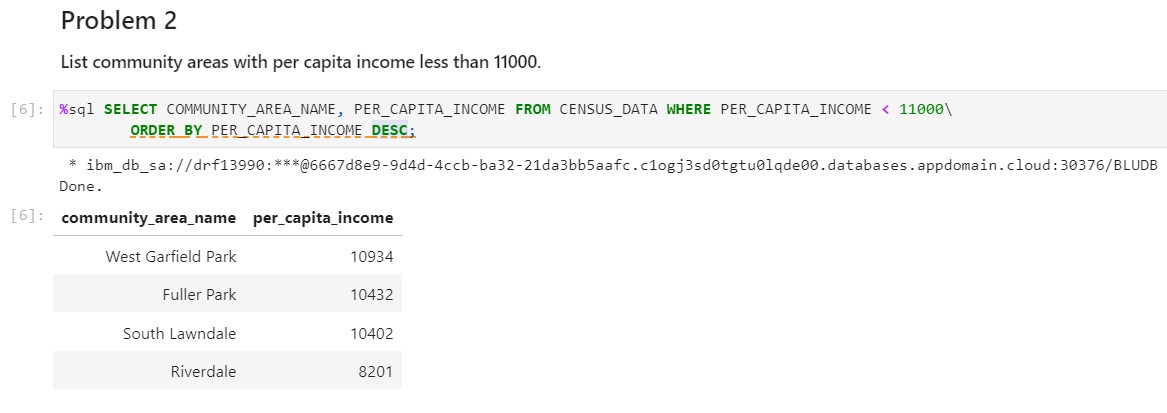 Problem 2
List community areas with per capita income less than 11000.
[6]: %sql SELECT COMMUNITY_AREA_NAME, PER_CAPITA_INCOME FROM CENSUS_DATA WHERE PER_CAPITA_INCOME < 11000\
ORDER BY PER_CAPITA_INCOME DESC;
* ibm_db_sa://drf13990:***@6667d8e9-9d4d-4ccb-ba32-21da3bb5aafc.c1ogj3sd0tgtu0lqde00.databases.appdomain.cloud:30376/BLUDB
Done.
[6]: community_area_name per_capita_income
West Garfield Park 10934
Fuller Park 10432
South Lawndale 10402
Riverdale 8201